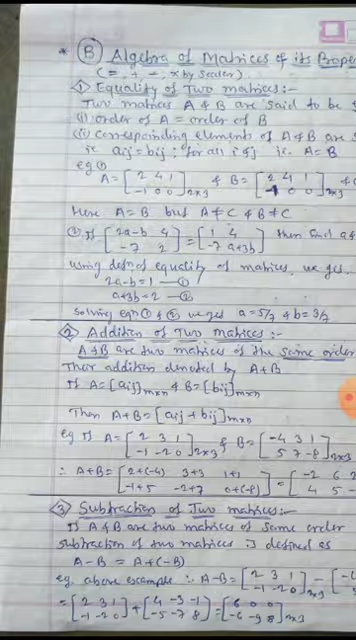 * (B) Algebra of Matrices & its Proper
(=, +, -, x by scaler)
① Equality of Two matrices:-
Two matrices A & B are said to be
(i) order of A = order of B
(ii) corresponding elements of A & B are
ie aij = bij ; for all i & j ie. A = B
eg ①
A = [2 4 1 & B = [2 4 1 &
-1 0 0]2x3 -1 0 0]2x3
Here A = B but A ≠ C & B ≠ C
② If [2a-b 4 = [1 4 then find a &
-7 2] -7 a+3b]
using defn of equality of matrices, we get
2a-b=1 —①
a+3b=2 —②
Solving eqn ① & ② we get a = 5/7 & b = 3/7
② Addition of Two Matrices:-
A & B are two matrices of the same order
Their addition denoted by A+B
If A = [aij]mxn & B = [bij]mxn
Then A+B = [aij + bij]mxn
eg If A = [2 3 1 & B = [-4 3 1
-1 -2 0]2x3 5 7 -8]2x3
∴ A+B = [2+(-4) 3+3 1+1 = [-2 6 2
-1+5 -2+7 0+(-8)] 4 5
③ Subtraction of Two matrices:-
If A & B are two matrices of same order
subtraction of two matrices is defined as
A-B = A+(-B)
eg. above example ∴ A-B = [2 3 1 - [-4
-1 -2 0]2x3
= [2 3 1 + [4 -3 -1 = [6 0 0
-1 -2 0] -5 -7 8] -6 -9 8]2x3